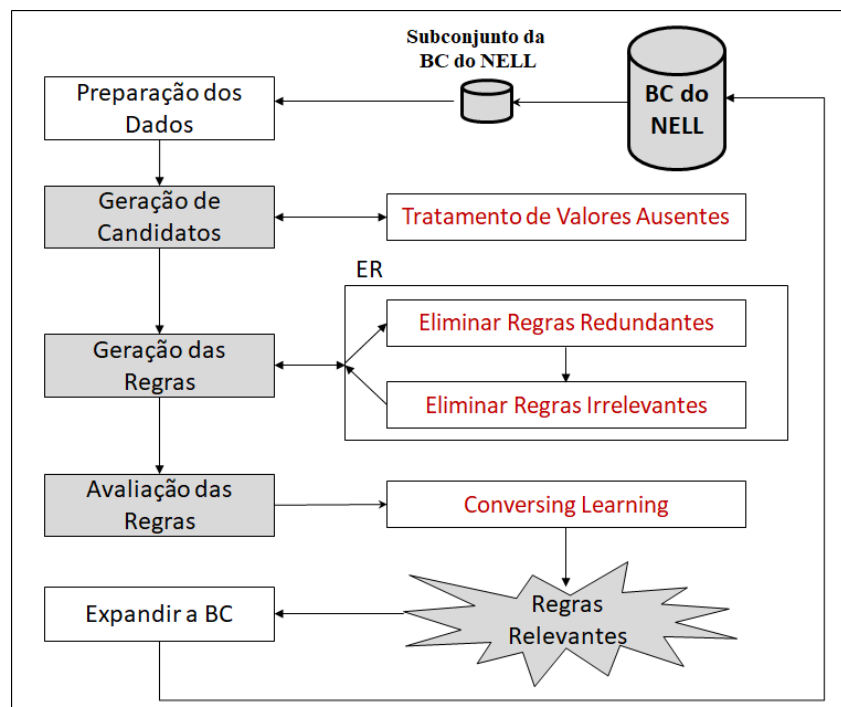 Subconjunto da
BC do NELL
BC do
NELL
Preparação dos
Dados
Geração de
Candidatos
Tratamento de Valores Ausentes
ER
Eliminar Regras Redundantes
Geração das
Regras
Eliminar Regras Irrelevantes
Avaliação das
Regras
Conversing Learning
Expandir a BC
Regras
Relevantes